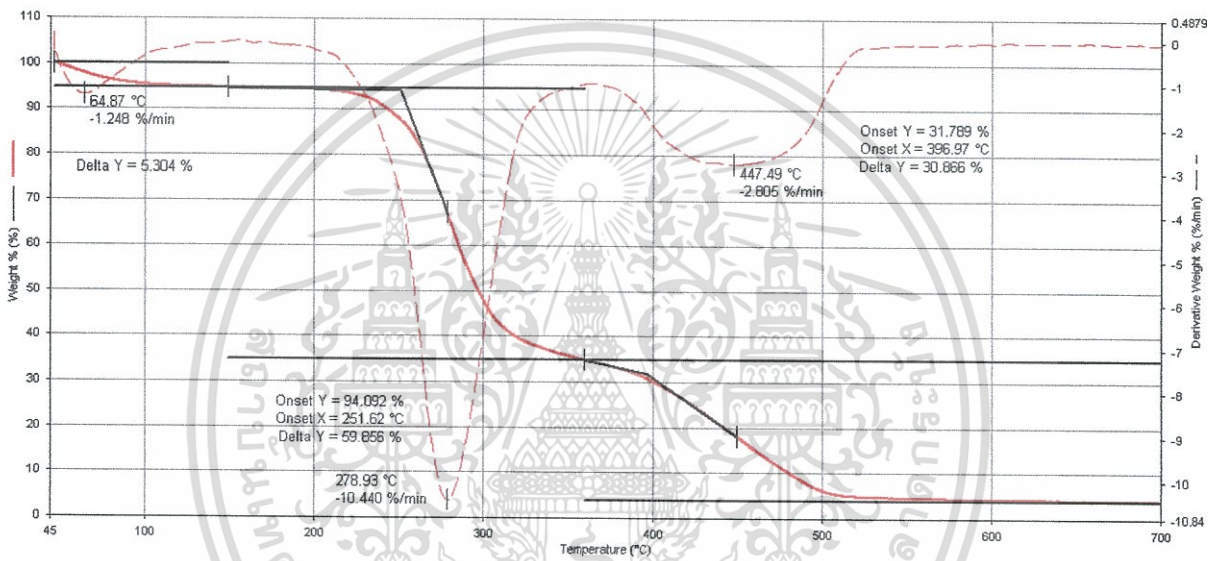 110
100
90
80
70
60
50
40
30
20
10
0
Weight % (%)
64.87 °C
-1.248 %/min
Delta Y = 5.304 %
Onset Y = 94.092 %
Onset X = 251.62 °C
Delta Y = 59.856 %
278.93 °C
-10.440 %/min
447.49 °C
-2.805 %/min
Onset Y = 31.789 %
Onset X = 396.97 °C
Delta Y = 30.866 %
0.4879
0
-1
-2
-3
-4
-5
-6
-7
-8
-9
-10
-10.84
Derivative Weight % (%/min)
45
100
200
300
400
500
600
700
Temperature (°C)